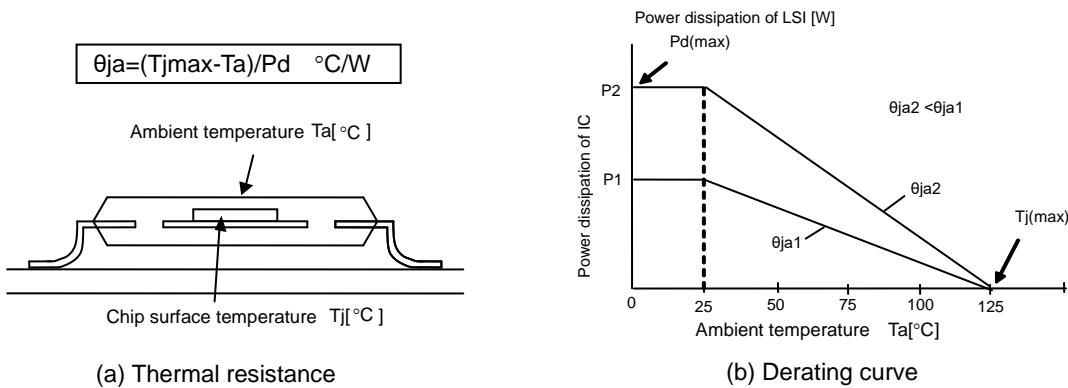 θja=(Tjmax-Ta)/Pd °C/W
Ambient temperature Ta[°C]
Chip surface temperature Tj[°C]
(a) Thermal resistance
Power dissipation of LSI [W]
Pd(max)
P2
θja2 <θja1
Power dissipation of IC
P1
θja2
Tj(max)
θja1
0 25 50 75 100 125
Ambient temperature Ta[°C]
(b) Derating curve